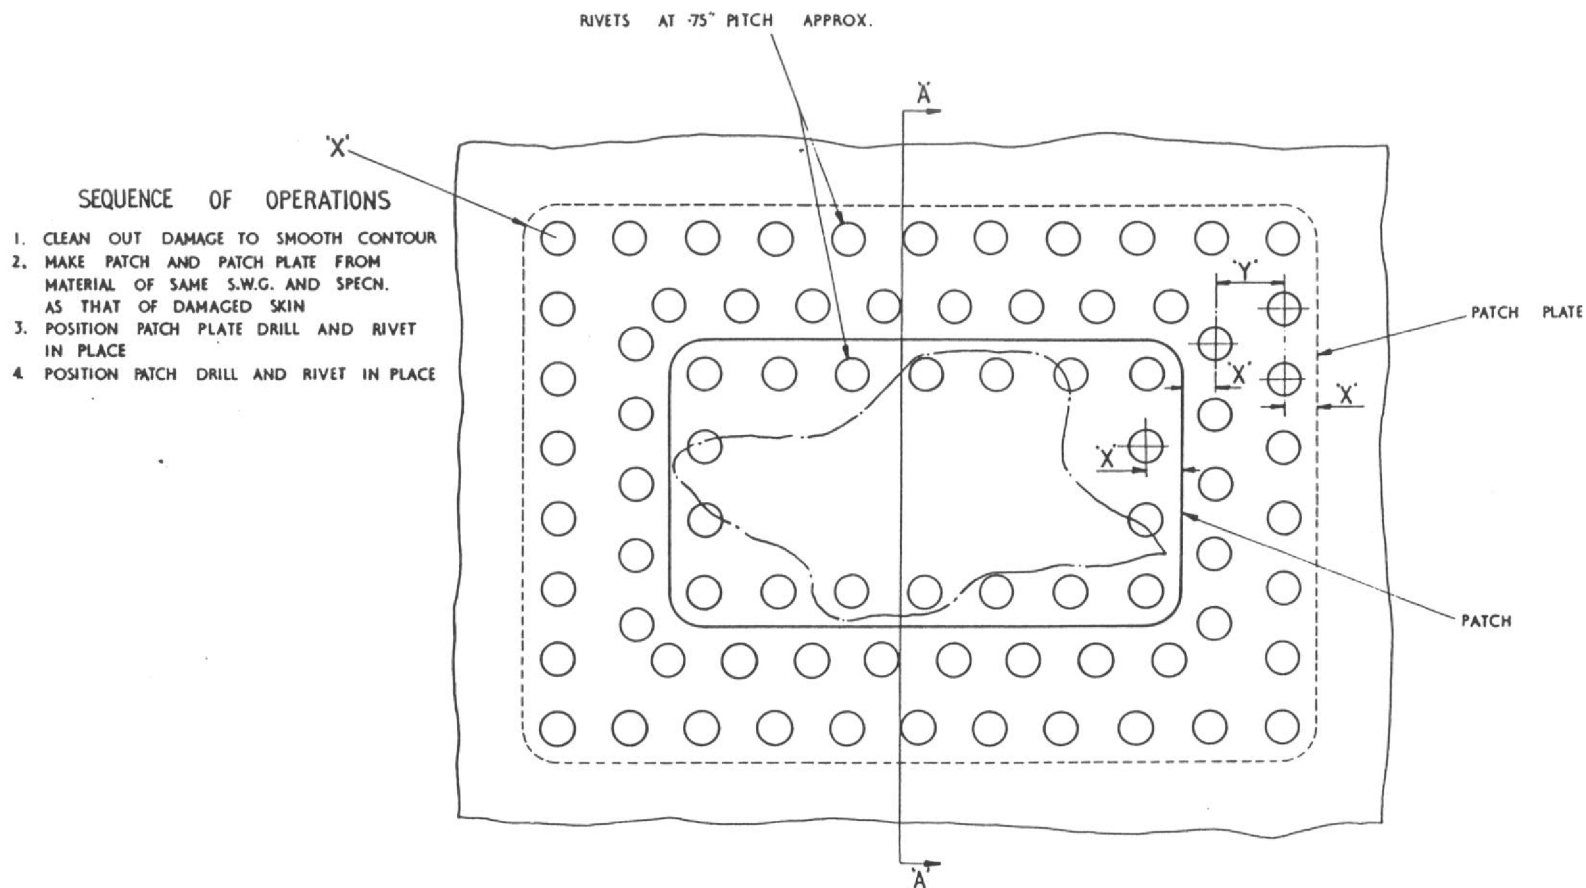 RIVETS AT .75" PITCH APPROX.
'A'
'X'
SEQUENCE OF OPERATIONS
1. CLEAN OUT DAMAGE TO SMOOTH CONTOUR
2. MAKE PATCH AND PATCH PLATE FROM
MATERIAL OF SAME S.W.G. AND SPECN.
AS THAT OF DAMAGED SKIN
3. POSITION PATCH PLATE DRILL AND RIVET
IN PLACE
4. POSITION PATCH DRILL AND RIVET IN PLACE
'Y'
PATCH PLATE
'X'
'X'
'X'
PATCH
'A'